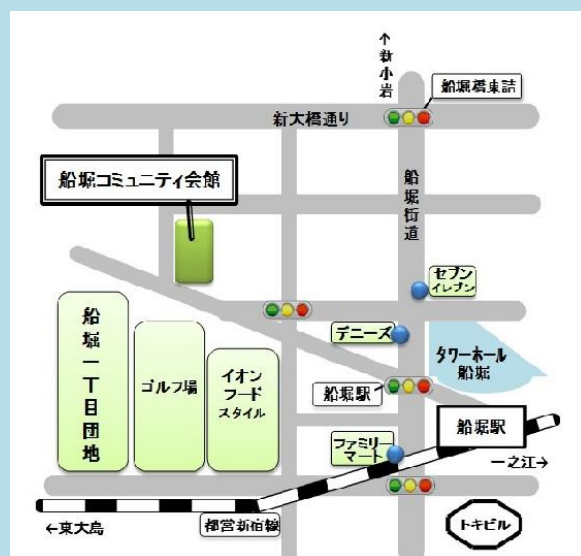 ↑新小岩
船堀橋東詰
新大橋通り
船堀コミュニティ会館
船堀街道
セブン
イレブン
デニーズ
タワーホール
船堀
船堀一丁目団地
ゴルフ場
イオン
フード
スタイル
船堀駅
船堀駅
ファミリー
マート
一之江→
←東大島
都営新宿線
トキビル